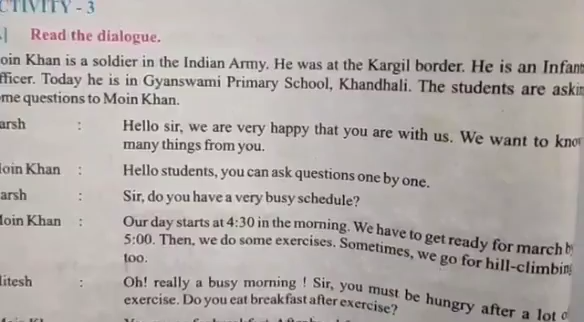 CTIVITY - 3
Read the dialogue.
oin Khan is a soldier in the Indian Army. He was at the Kargil border. He is an Infant
fficer. Today he is in Gyanswami Primary School, Khandhali. The students are askin
me questions to Moin Khan.
arsh : Hello sir, we are very happy that you are with us. We want to know
many things from you.
oin Khan : Hello students, you can ask questions one by one.
arsh : Sir, do you have a very busy schedule?
oin Khan : Our day starts at 4:30 in the morning. We have to get ready for march b
5:00. Then, we do some exercises. Sometimes, we go for hill-climbing
too.
itesh : Oh! really a busy morning ! Sir, you must be hungry after a lot o
exercise. Do you eat breakfast after exercise?